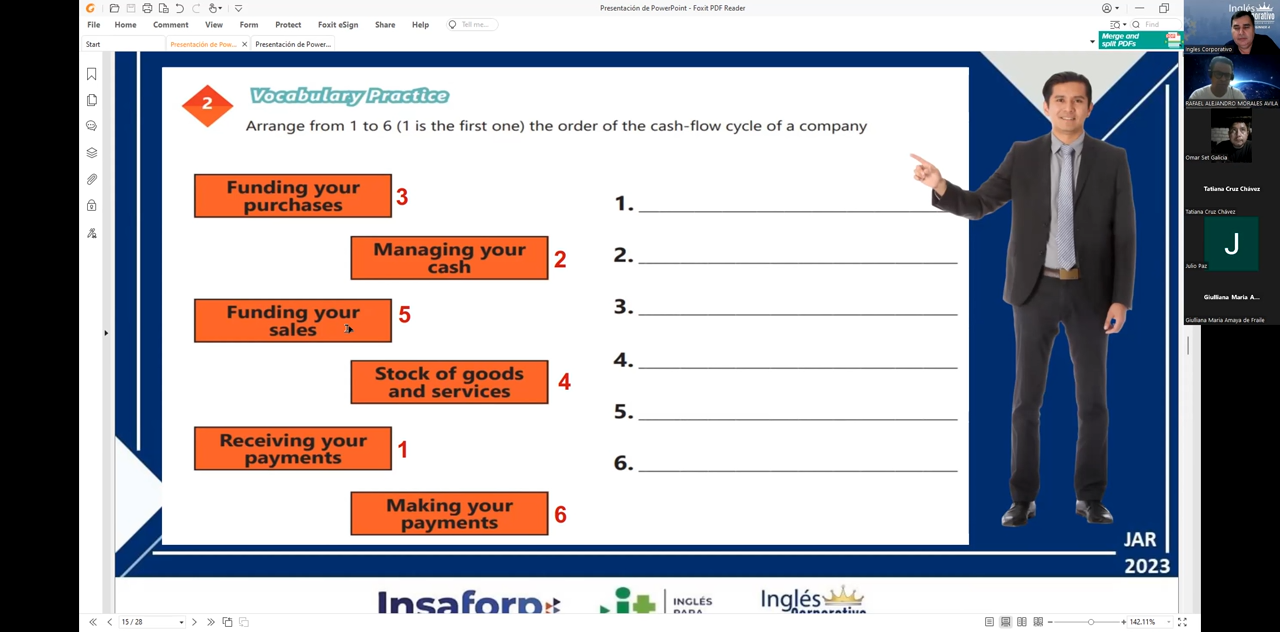 Presentación de PowerPoint - Foxit PDF Reader
File Home Comment View Form Protect Foxit eSign Share Help Tell me... Find
Start Presentación de Pow... Presentación de Power...
Merge and
split PDFs
2 Vocabulary Practice
Arrange from 1 to 6 (1 is the first one) the order of the cash-flow cycle of a company
Funding your
purchases
3
Managing your
cash
2
Funding your
sales
5
Stock of goods
and services
4
Receiving your
payments
1
Making your
payments
6
1.
2.
3.
4.
5.
6.
JAR
2023
Insaforp
INGLÉS
PARA
Inglés
Corporativo
15 / 28
142.11%
Inglés
Ingles Corporativo
RAFAEL ALEJANDRO MORALES AVILA
Omar Set Galicia
Tatiana Cruz Chávez
Tatiana Cruz Chávez
J
Julio Paz
Giulliana Maria A...
Giulliana Maria Amaya de Fraile